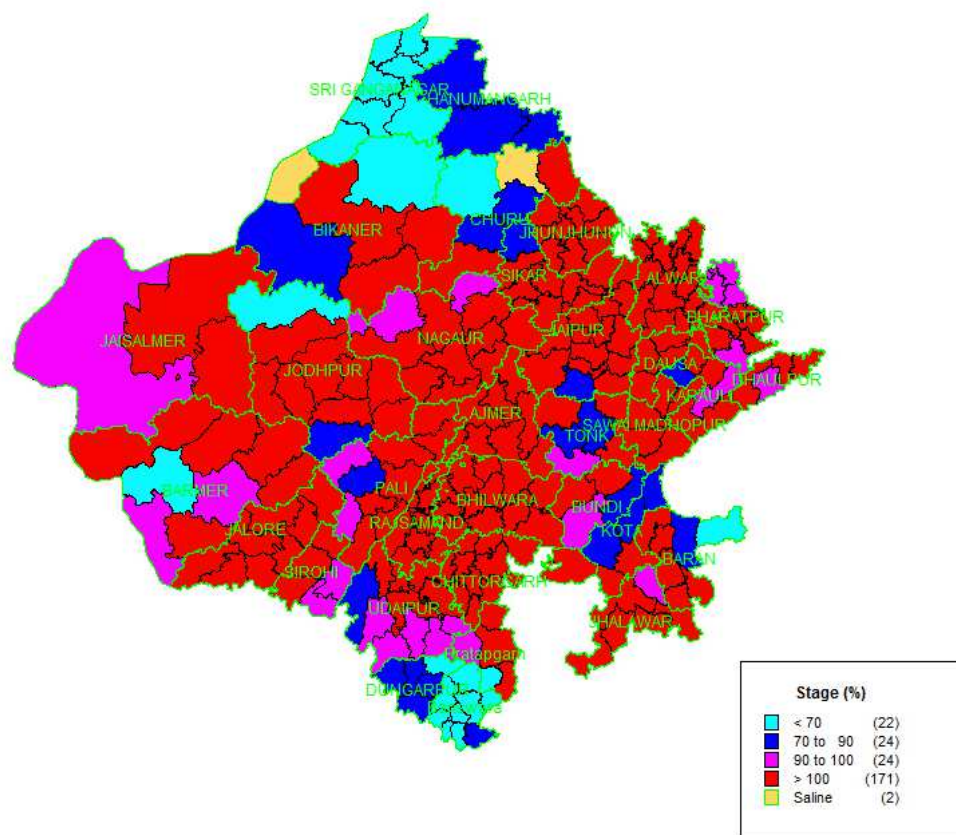 SRI GANGANAGAR
HANUMANGARH
CHURU
BIKANER
JHUNJHUNUN
SIKAR
ALWAR
BHARATPUR
JAISALMER
NAGAUR
JAIPUR
JODHPUR
DAUSA
DHAULPUR
KARAULI
AJMER
SAWAI MADHOPUR
TONK
BARMER
PALI
BHILWARA
BUNDI
JALORE
RAJSAMAND
KOTA
BARAN
SIROHI
CHITTORGARH
UDAIPUR
JHALAWAR
Pratapgarh
DUNGARPUR
Stage (%)
< 70 (22)
70 to 90 (24)
90 to 100 (24)
> 100 (171)
Saline (2)